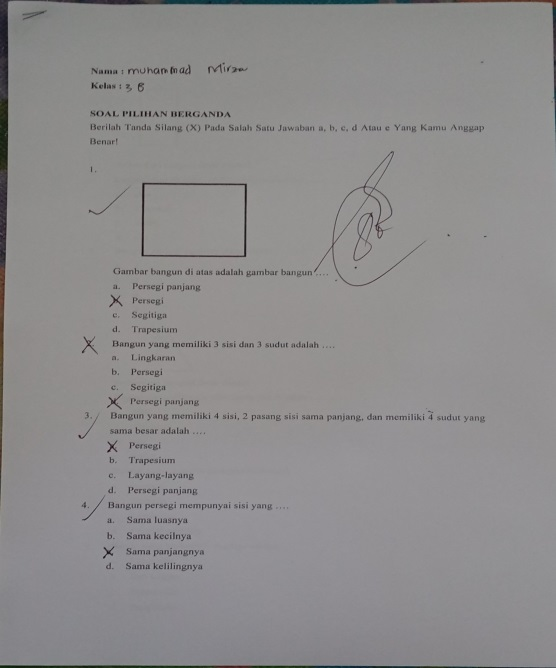 Nama : muhammad Mirza
Kelas : 3 B
SOAL PILIHAN BERGANDA
Berilah Tanda Silang (X) Pada Salah Satu Jawaban a, b, c, d Atau e Yang Kamu Anggap
Benar!
1.
Gambar bangun di atas adalah gambar bangun ....
a. Persegi panjang
b. Persegi
c. Segitiga
d. Trapesium
2. Bangun yang memiliki 3 sisi dan 3 sudut adalah ....
a. Lingkaran
b. Persegi
c. Segitiga
d. Persegi panjang
3. Bangun yang memiliki 4 sisi, 2 pasang sisi sama panjang, dan memiliki 4 sudut yang
sama besar adalah ....
a. Persegi
b. Trapesium
c. Layang-layang
d. Persegi panjang
4. Bangun persegi mempunyai sisi yang ....
a. Sama luasnya
b. Sama kecilnya
c. Sama panjangnya
d. Sama kelilingnya